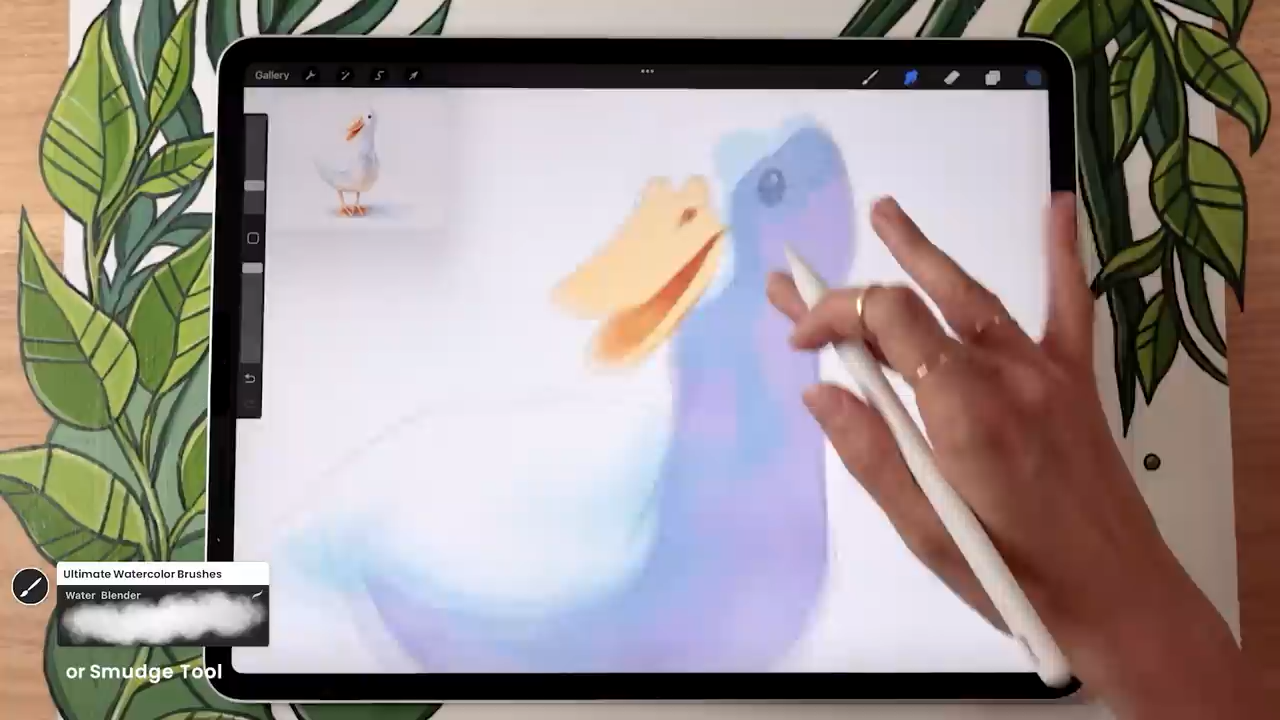 Gallery
Ultimate Watercolor Brushes
Water Blender
or Smudge Tool